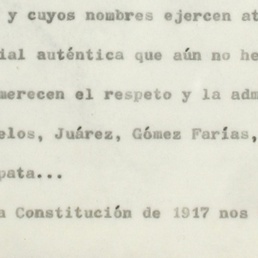 y cuyos nombres ejercen at
ial auténtica que aún no he
merecen el respeto y la adm
elos, Juárez, Gómez Farías,
pata...
a Constitución de 1917 nos